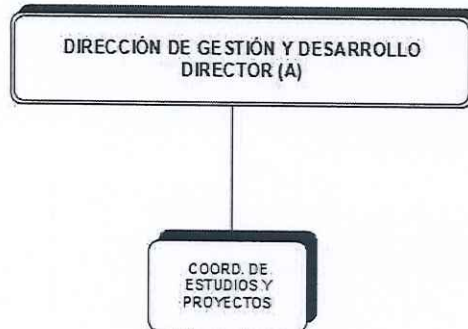 DIRECCIÓN DE GESTIÓN Y DESARROLLO
DIRECTOR (A)
COORD. DE
ESTUDIOS Y
PROYECTOS